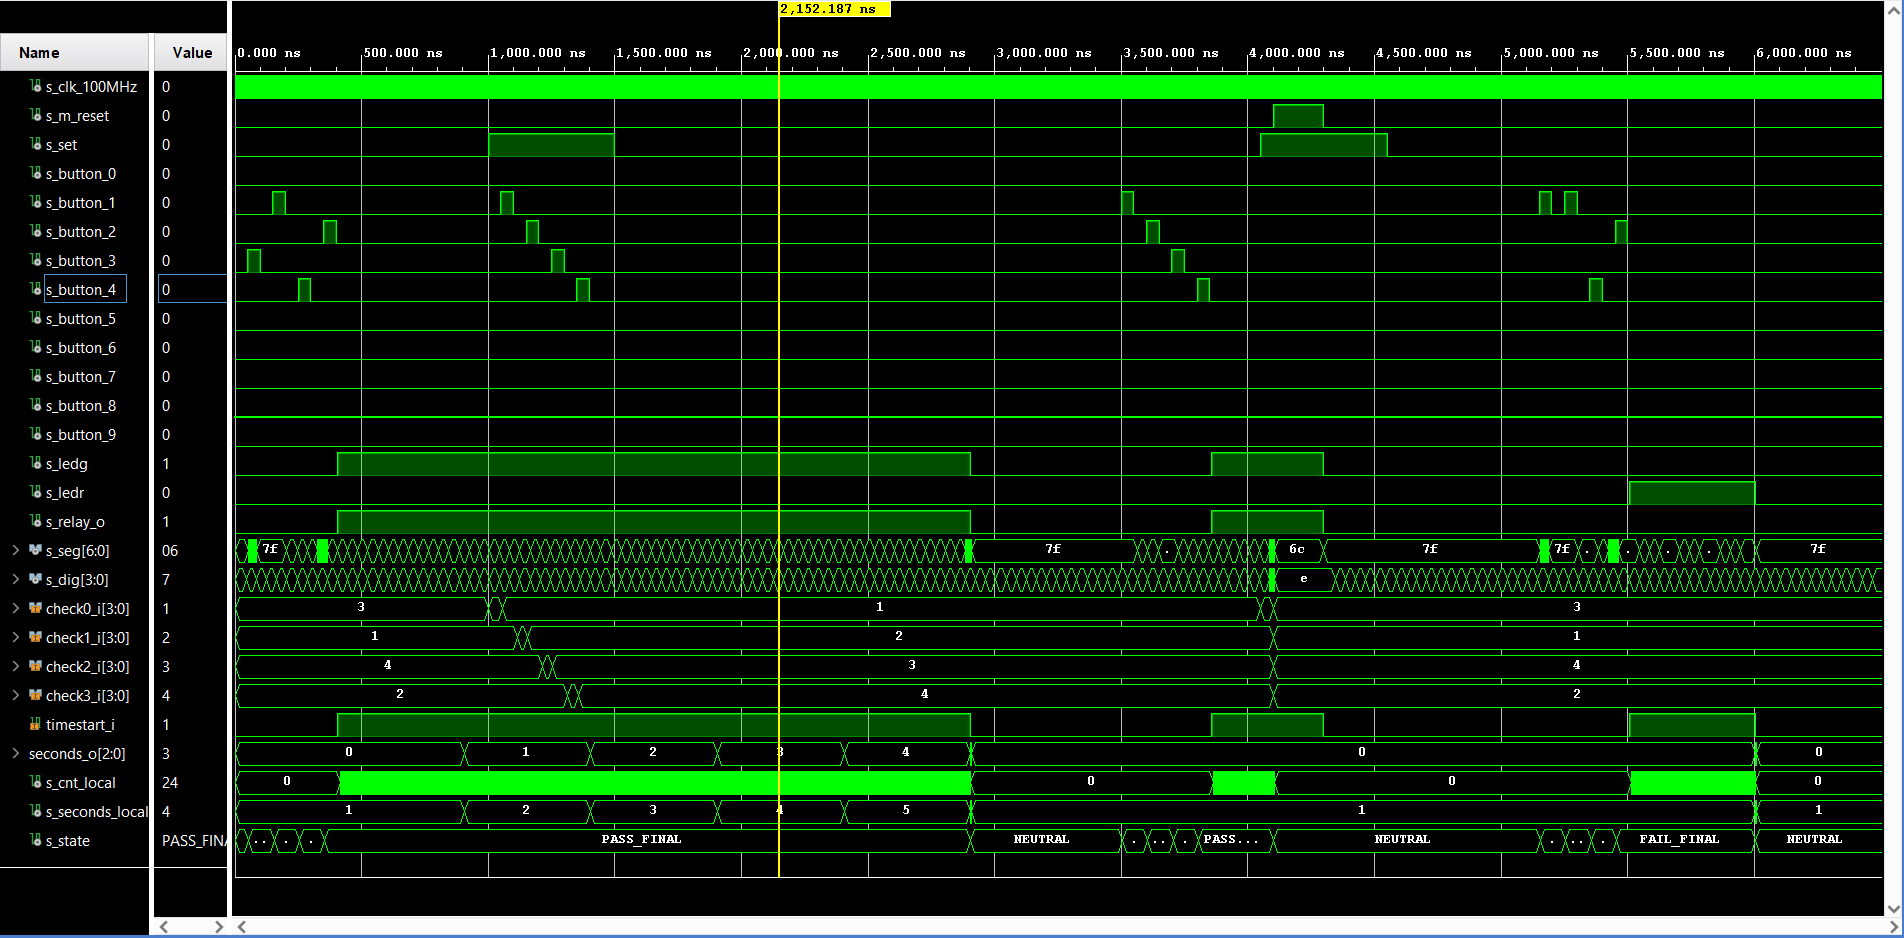 2,152.187 ns
Name Value 0.000 ns 500.000 ns 1,000.000 ns 1,500.000 ns 2,000.000 ns 2,500.000 ns 3,000.000 ns 3,500.000 ns 4,000.000 ns 4,500.000 ns 5,000.000 ns 5,500.000 ns 6,000.000 ns
s_clk_100MHz 0
s_m_reset 0
s_set 0
s_button_0 0
s_button_1 0
s_button_2 0
s_button_3 0
s_button_4 0
s_button_5 0
s_button_6 0
s_button_7 0
s_button_8 0
s_button_9 0
s_ledg 1
s_ledr 0
s_relay_o 1
s_seg[6:0] 06 7f 7f . 6c 7f 7f . . . . 7f
s_dig[3:0] 7 e
check0_i[3:0] 1 3 1 3
check1_i[3:0] 2 1 2 1
check2_i[3:0] 3 4 3 4
check3_i[3:0] 4 2 4 2
timestart_i 1
seconds_o[2:0] 3 0 1 2 3 4 0 0
s_cnt_local 24 0 0 0 0
s_seconds_local 4 1 2 3 4 5 1 1
s_state PASS_FINA .. . . PASS_FINAL NEUTRAL . .. . PASS... NEUTRAL . .. . FAIL_FINAL NEUTRAL